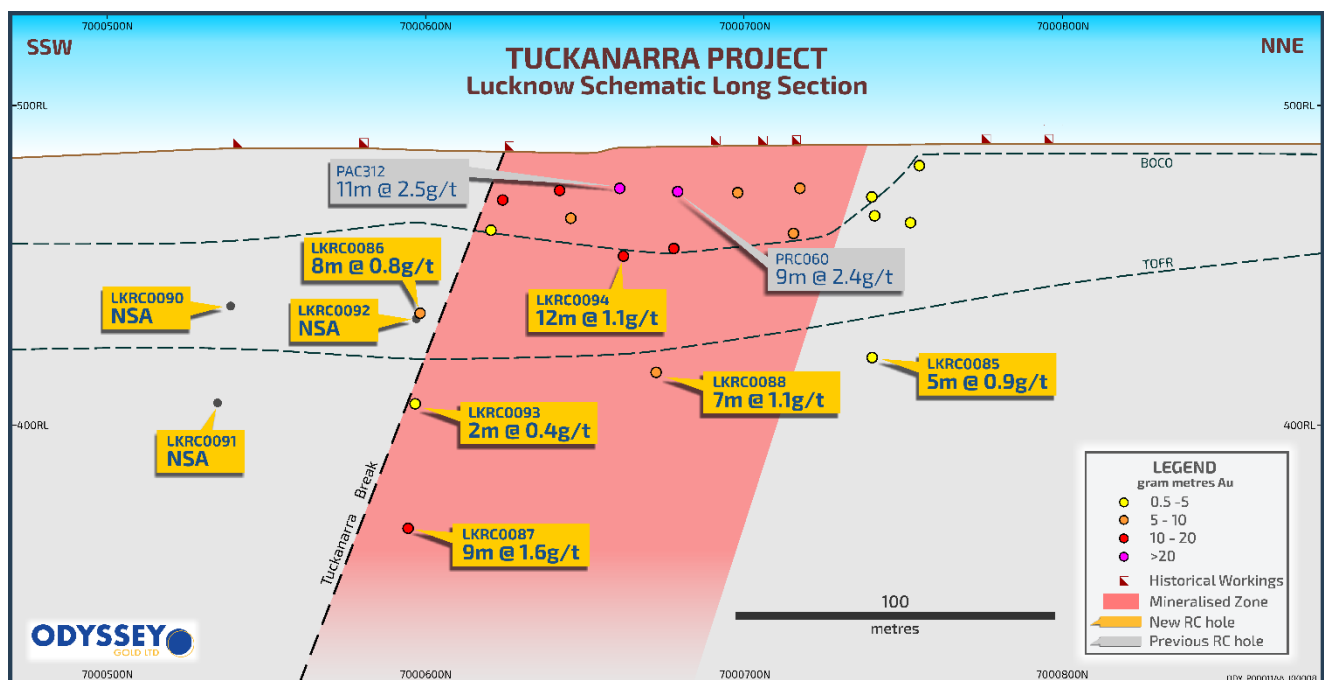 7000500N
7000600N
7000700N
7000800N
SSW
NNE
TUCKANARRA PROJECT
Lucknow Schematic Long Section
500RL
500RL
BOCO
PAC312
11m @ 2.5g/t
LKRC0086
8m @ 0.8g/t
PRC060
9m @ 2.4g/t
TOFR
LKRC0090
NSA
LKRC0092
NSA
LKRC0094
12m @ 1.1g/t
LKRC0085
5m @ 0.9g/t
LKRC0088
7m @ 1.1g/t
LKRC0093
2m @ 0.4g/t
400RL
400RL
LKRC0091
NSA
Tuckanarra Break
LKRC0087
9m @ 1.6g/t
LEGEND
gram metres Au
0.5 -5
5 - 10
10 - 20
>20
Historical Workings
Mineralised Zone
New RC hole
Previous RC hole
100
metres
ODYSSEY
GOLD LTD
7000500N
7000600N
7000700N
7000800N